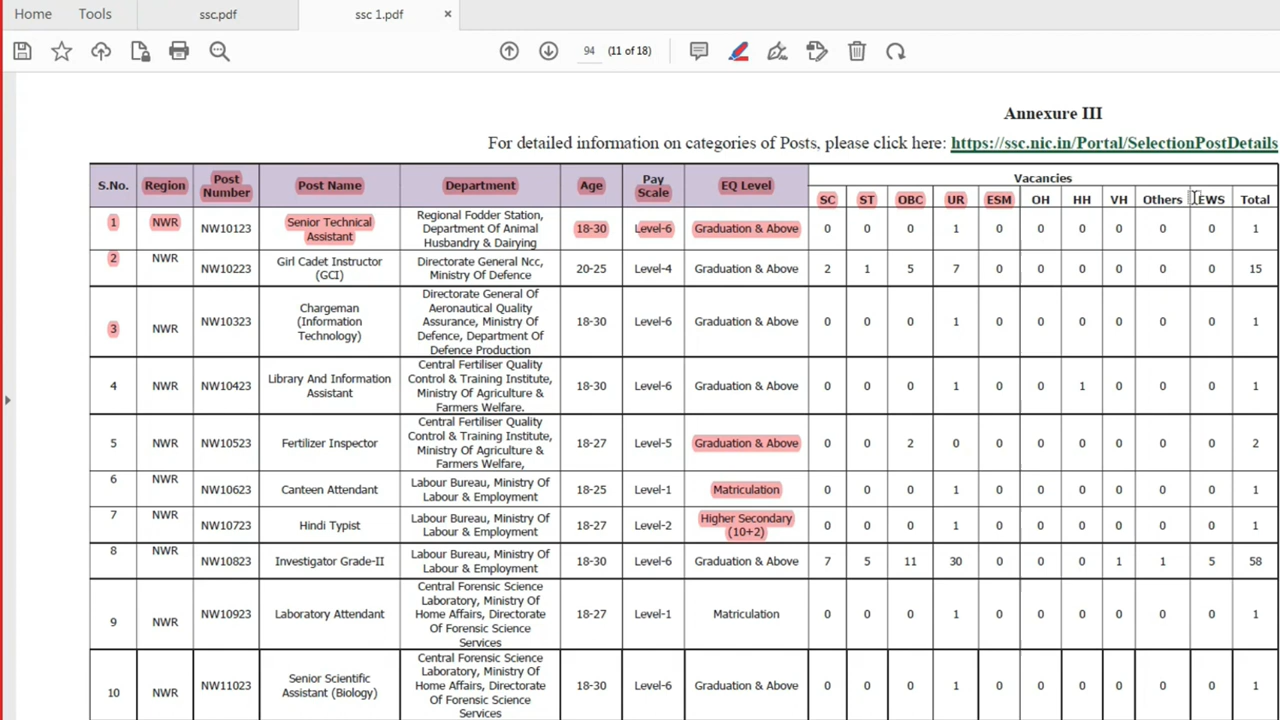 Home Tools ssc.pdf ssc 1.pdf ×
94 (11 of 18)
Annexure III
For detailed information on categories of Posts, please click here: https://ssc.nic.in/Portal/SelectionPostDetails
S.No. Region Post Number Post Name Department Age Pay Scale EQ Level Vacancies
SC ST OBC UR ESM OH HH VH Others EWS Total
1 NWR NW10123 Senior Technical Assistant Regional Fodder Station, Department Of Animal Husbandry & Dairying 18-30 Level-6 Graduation & Above 0 0 0 1 0 0 0 0 0 0 1
2 NWR NW10223 Girl Cadet Instructor (GCI) Directorate General Ncc, Ministry Of Defence 20-25 Level-4 Graduation & Above 2 1 5 7 0 0 0 0 0 0 15
3 NWR NW10323 Chargeman (Information Technology) Directorate General Of Aeronautical Quality Assurance, Ministry Of Defence, Department Of Defence Production 18-30 Level-6 Graduation & Above 0 0 0 1 0 0 0 0 0 0 1
4 NWR NW10423 Library And Information Assistant Central Fertiliser Quality Control & Training Institute, Ministry Of Agriculture & Farmers Welfare. 18-30 Level-6 Graduation & Above 0 0 0 1 0 0 1 0 0 0 1
5 NWR NW10523 Fertilizer Inspector Central Fertiliser Quality Control & Training Institute, Ministry Of Agriculture & Farmers Welfare, 18-27 Level-5 Graduation & Above 0 0 2 0 0 0 0 0 0 0 2
6 NWR NW10623 Canteen Attendant Labour Bureau, Ministry Of Labour & Employment 18-25 Level-1 Matriculation 0 0 0 1 0 0 0 0 0 0 1
7 NWR NW10723 Hindi Typist Labour Bureau, Ministry Of Labour & Employment 18-27 Level-2 Higher Secondary (10+2) 0 0 0 1 0 0 0 0 0 0 1
8 NWR NW10823 Investigator Grade-II Labour Bureau, Ministry Of Labour & Employment 18-30 Level-6 Graduation & Above 7 5 11 30 0 0 0 1 1 5 58
9 NWR NW10923 Laboratory Attendant Central Forensic Science Laboratory, Ministry Of Home Affairs, Directorate Of Forensic Science Services 18-27 Level-1 Matriculation 0 0 0 1 0 0 0 0 0 0 1
10 NWR NW11023 Senior Scientific Assistant (Biology) Central Forensic Science Laboratory, Ministry Of Home Affairs, Directorate Of Forensic Science Services 18-30 Level-6 Graduation & Above 0 0 0 1 0 0 0 0 0 0 1